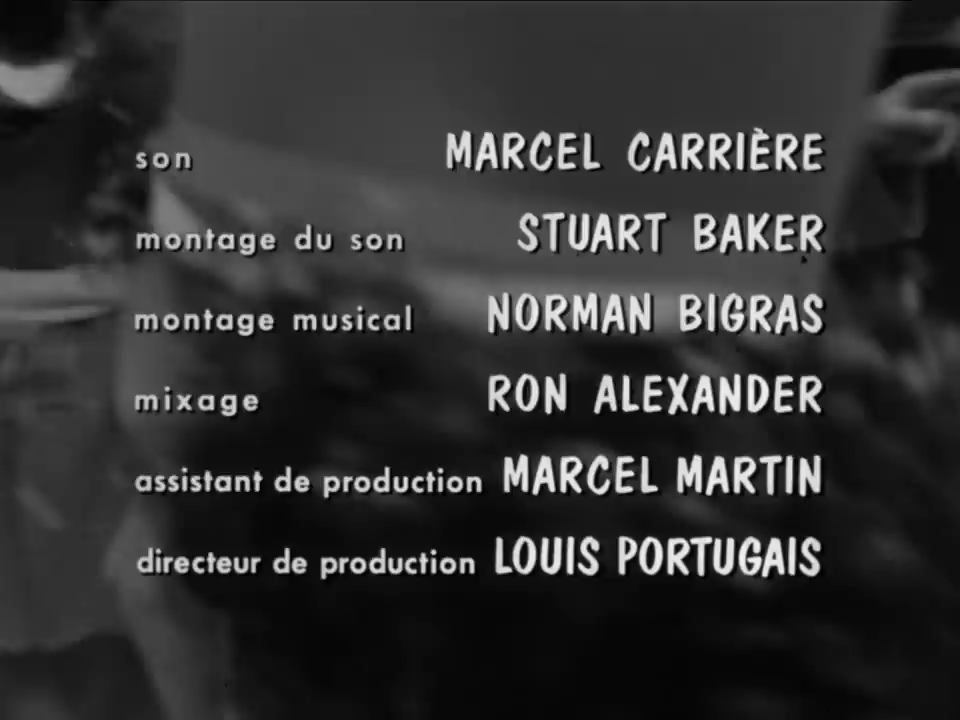 son MARCEL CARRIÈRE
montage du son STUART BAKER
montage musical NORMAN BIGRAS
mixage RON ALEXANDER
assistant de production MARCEL MARTIN
directeur de production LOUIS PORTUGAIS